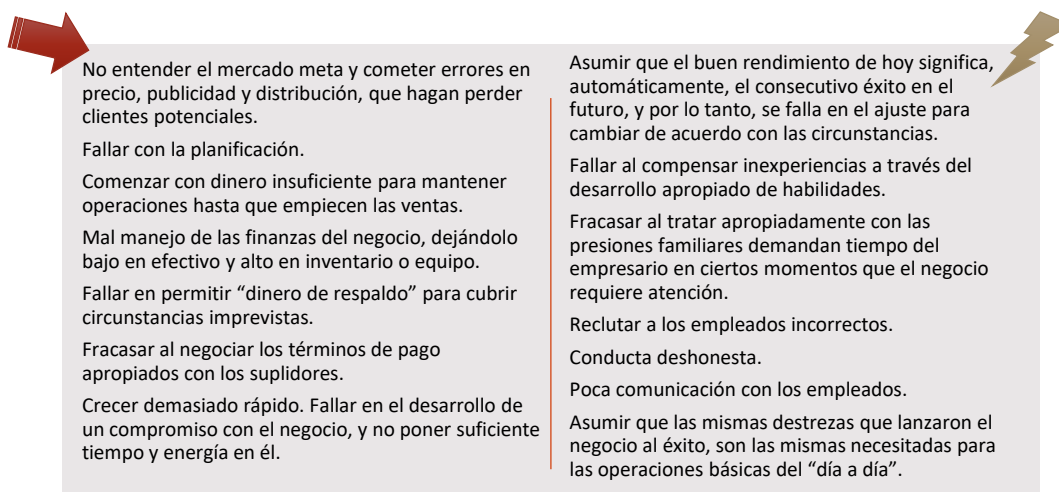 No entender el mercado meta y cometer errores en
precio, publicidad y distribución, que hagan perder
clientes potenciales.
Fallar con la planificación.
Comenzar con dinero insuficiente para mantener
operaciones hasta que empiecen las ventas.
Mal manejo de las finanzas del negocio, dejándolo
bajo en efectivo y alto en inventario o equipo.
Fallar en permitir “dinero de respaldo” para cubrir
circunstancias imprevistas.
Fracasar al negociar los términos de pago
apropiados con los suplidores.
Crecer demasiado rápido. Fallar en el desarrollo de
un compromiso con el negocio, y no poner suficiente
tiempo y energía en él.
Asumir que el buen rendimiento de hoy significa,
automáticamente, el consecutivo éxito en el
futuro, y por lo tanto, se falla en el ajuste para
cambiar de acuerdo con las circunstancias.
Fallar al compensar inexperiencias a través del
desarrollo apropiado de habilidades.
Fracasar al tratar apropiadamente con las
presiones familiares demandan tiempo del
empresario en ciertos momentos que el negocio
requiere atención.
Reclutar a los empleados incorrectos.
Conducta deshonesta.
Poca comunicación con los empleados.
Asumir que las mismas destrezas que lanzaron el
negocio al éxito, son las mismas necesitadas para
las operaciones básicas del “día a día”.